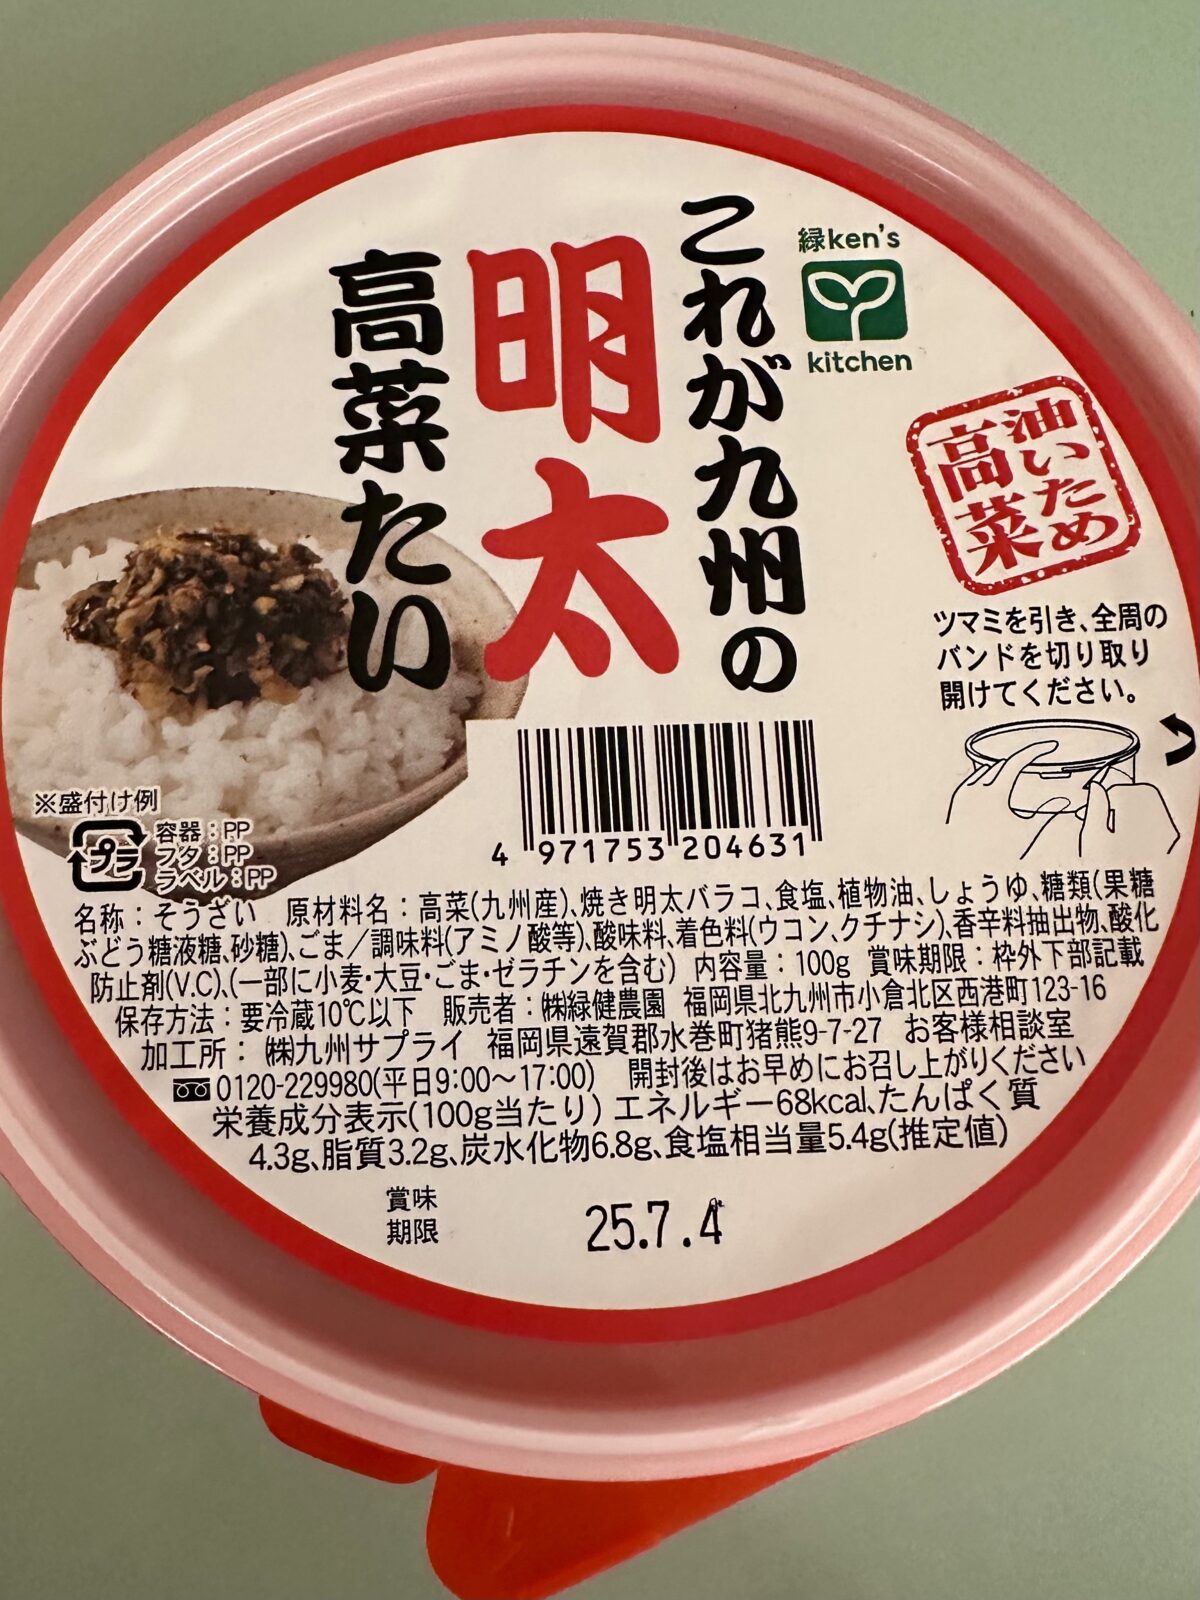 これが九州の
明太
高菜たい
緑ken's
kitchen
油いため
高菜
ツマミを引き、全周の
バンドを切り取り
開けてください。
※盛付け例
プラ
容器：PP
フタ：PP
ラベル：PP
4 971753 204631
名称：そうざい 原材料名：高菜(九州産)、焼き明太バラコ、食塩、植物油、しょうゆ、糖類(果糖
ぶどう糖液糖、砂糖)、ごま／調味料(アミノ酸等)、酸味料、着色料(ウコン、クチナシ)、香辛料抽出物、酸化
防止剤(V.C)、(一部に小麦・大豆・ごま・ゼラチンを含む) 内容量：100g 賞味期限：枠外下部記載
保存方法：要冷蔵10℃以下 販売者：㈱緑健農園 福岡県北九州市小倉北区西港町123-16
加工所：㈱九州サプライ 福岡県遠賀郡水巻町猪熊9-7-27 お客様相談室
0120-229980(平日9:00〜17:00) 開封後はお早めにお召し上がりください
栄養成分表示(100g当たり) エネルギー68kcal、たんぱく質
4.3g、脂質3.2g、炭水化物6.8g、食塩相当量5.4g(推定値)
賞味
期限
25.7.4